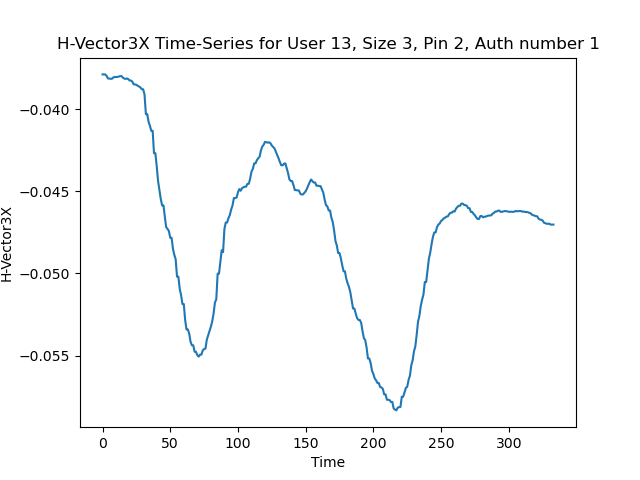 H-Vector3X Time-Series for User 13, Size 3, Pin 2, Auth number 1
−0.040
−0.045
−0.050
−0.055
H-Vector3X
0 50 100 150 200 250 300
Time